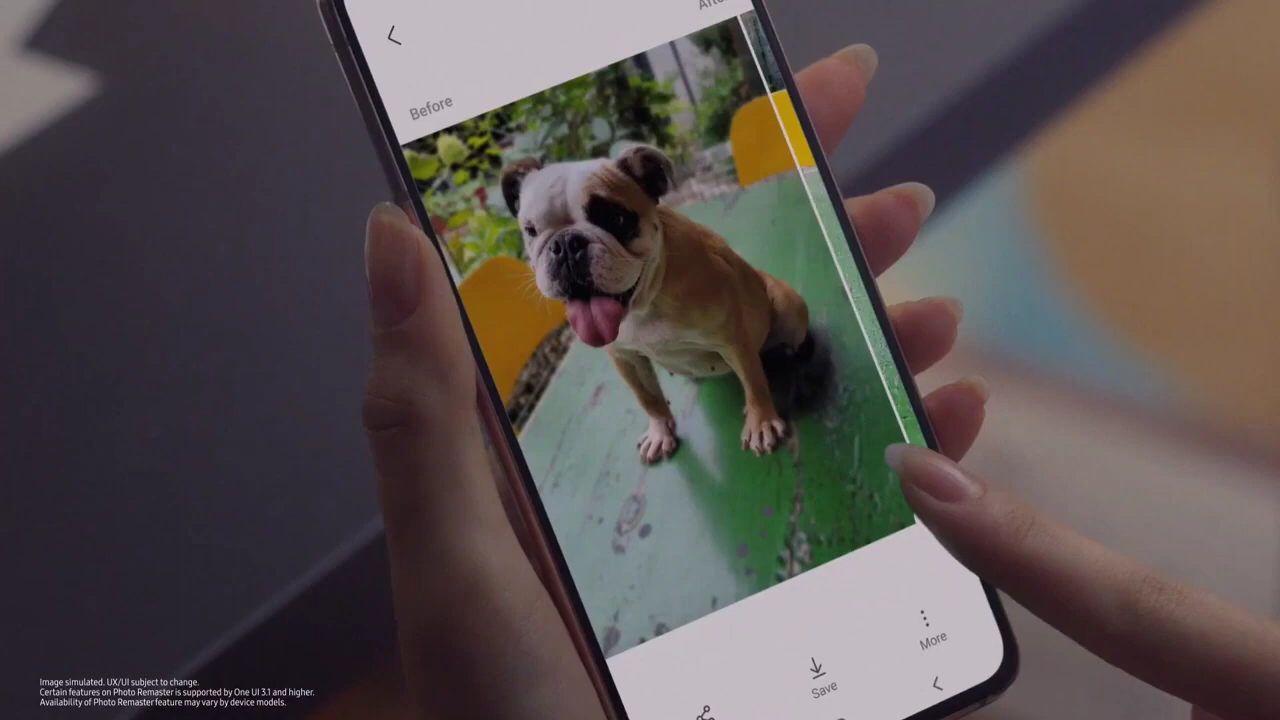 Before
More
Save
Image simulated. UX/UI subject to change.
Certain features on Photo Remaster is supported by One UI 3.1 and higher.
Availability of Photo Remaster feature may vary by device models.